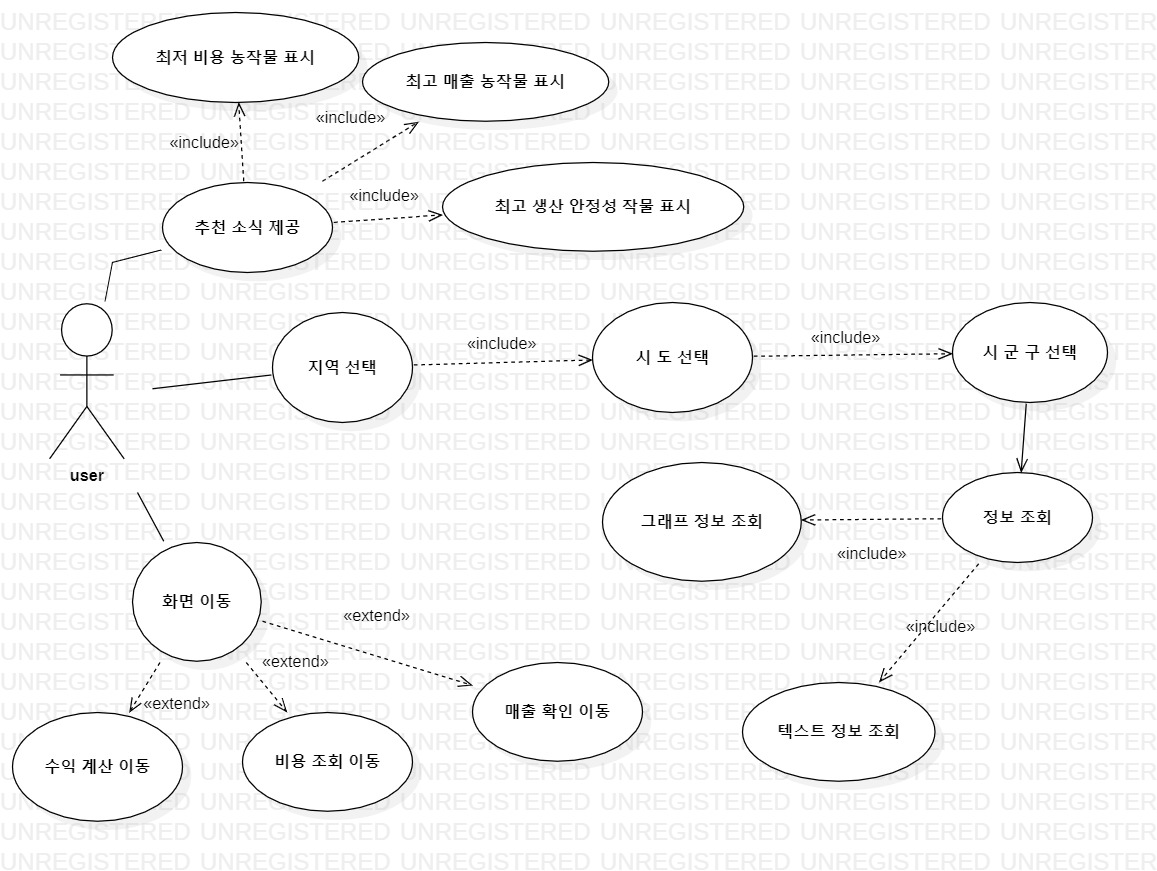 최저 비용 농작물 표시
최고 매출 농작물 표시
«include»
«include»
«include»
추천 소식 제공
최고 생산 안정성 작물 표시
지역 선택
«include»
시 도 선택
«include»
시 군 구 선택
user
그래프 정보 조회
정보 조회
«include»
화면 이동
«extend»
«include»
«extend»
«extend»
매출 확인 이동
텍스트 정보 조회
수익 계산 이동
비용 조회 이동
UNREGISTERED